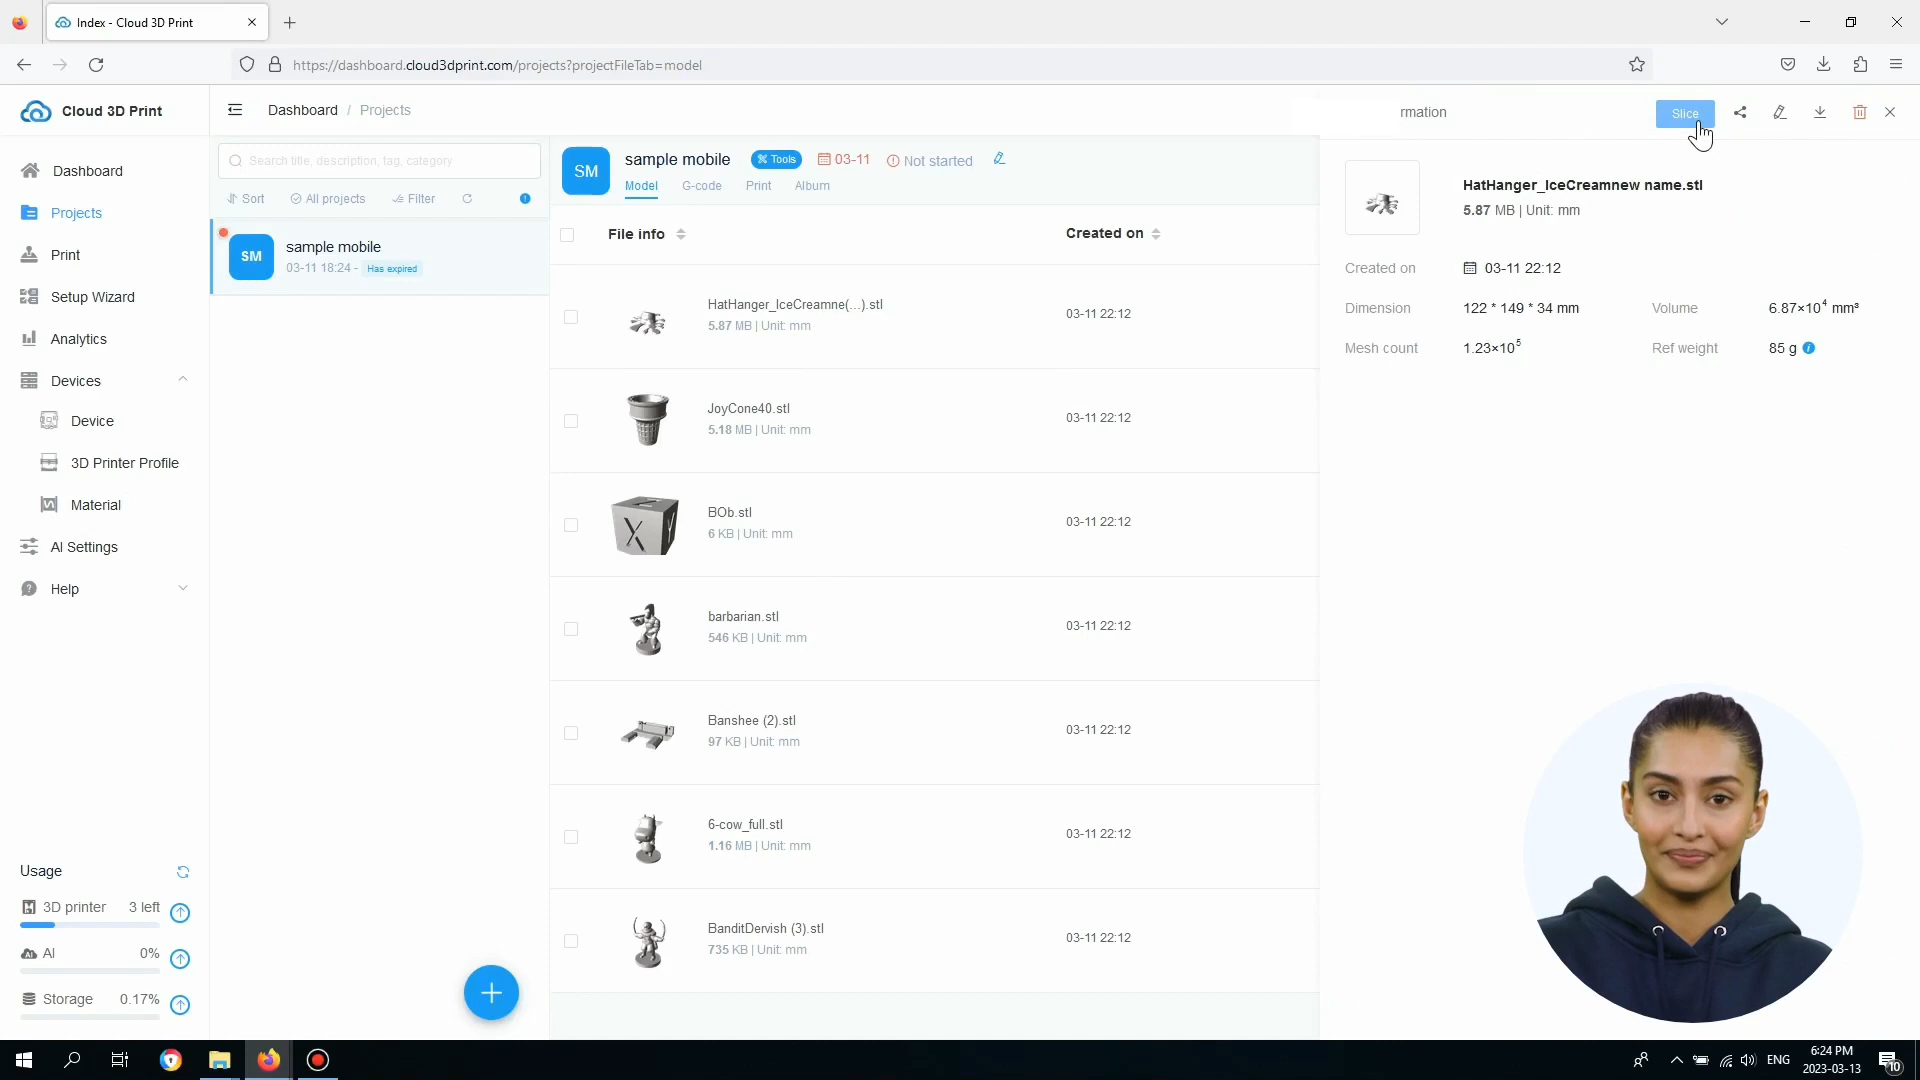 Index - Cloud 3D Print
https://dashboard.cloud3dprint.com/projects?projectFileTab=model
Cloud 3D Print
Dashboard / Projects
rmation
Slice
Dashboard
Projects
Print
Setup Wizard
Analytics
Devices
Device
3D Printer Profile
Material
AI Settings
Help
Usage
3D printer 3 left
AI 0%
Storage 0.17%
Search title, description, tag, category
Sort All projects Filter
SM
sample mobile
03-11 18:24 - Has expired
SM
sample mobile Tools 03-11 Not started
Model G-code Print Album
File info Created on
HatHanger_IceCreamne(...).stl
5.87 MB | Unit: mm
03-11 22:12
JoyCone40.stl
5.18 MB | Unit: mm
03-11 22:12
X
BOb.stl
6 KB | Unit: mm
03-11 22:12
barbarian.stl
546 KB | Unit: mm
03-11 22:12
Banshee (2).stl
97 KB | Unit: mm
03-11 22:12
6-cow_full.stl
1.16 MB | Unit: mm
03-11 22:12
BanditDervish (3).stl
735 KB | Unit: mm
03-11 22:12
HatHanger_IceCreamnew name.stl
5.87 MB | Unit: mm
Created on 03-11 22:12
Dimension 122 * 149 * 34 mm Volume 6.87×10⁴ mm³
Mesh count 1.23×10⁵ Ref weight 85 g
ENG
6:24 PM
2023-03-13
10